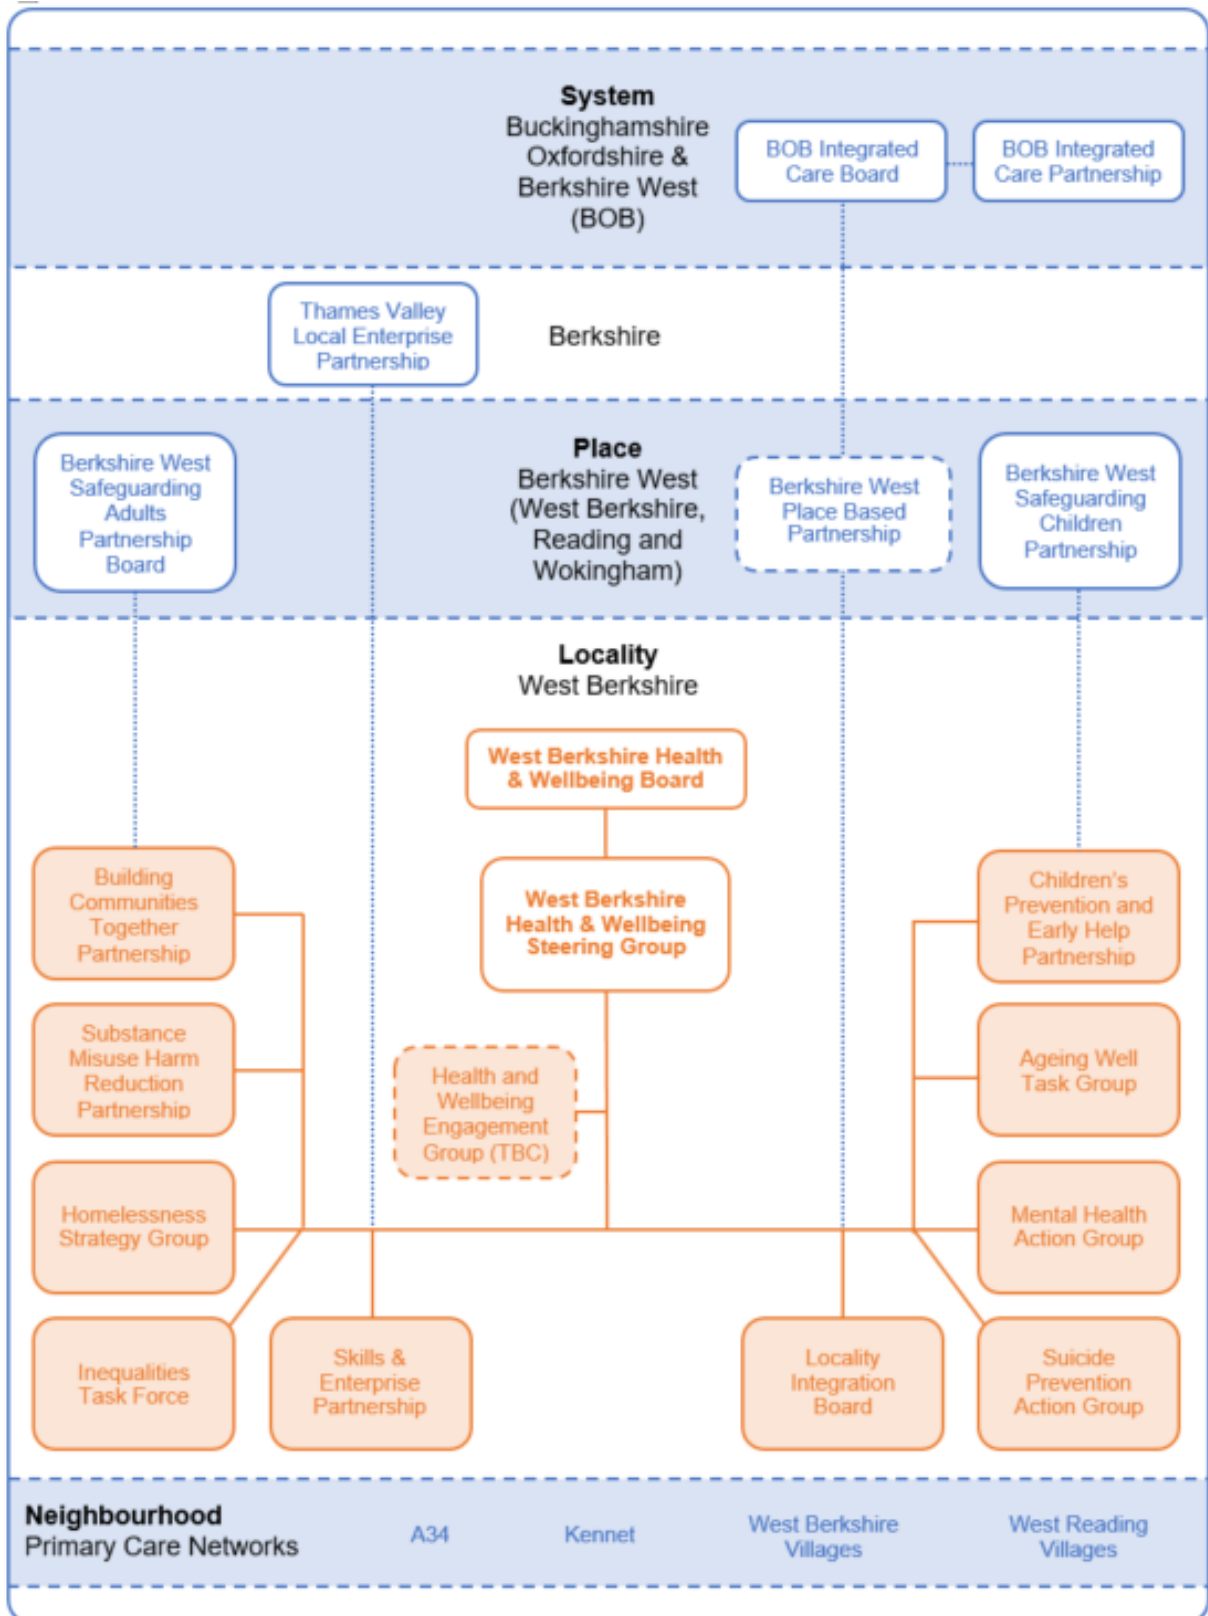 System
Buckinghamshire
Oxfordshire &
Berkshire West
(BOB)
BOB Integrated
Care Board
BOB Integrated
Care Partnership
Thames Valley
Local Enterprise
Partnership
Berkshire
Berkshire West
Safeguarding
Adults
Partnership
Board
Place
Berkshire West
(West Berkshire,
Reading and
Wokingham)
Berkshire West
Place Based
Partnership
Berkshire West
Safeguarding
Children
Partnership
Locality
West Berkshire
West Berkshire Health
& Wellbeing Board
West Berkshire
Health & Wellbeing
Steering Group
Building
Communities
Together
Partnership
Children's
Prevention and
Early Help
Partnership
Substance
Misuse Harm
Reduction
Partnership
Health and
Wellbeing
Engagement
Group (TBC)
Ageing Well
Task Group
Homelessness
Strategy Group
Mental Health
Action Group
Inequalities
Task Force
Skills &
Enterprise
Partnership
Locality
Integration
Board
Suicide
Prevention
Action Group
Neighbourhood
Primary Care Networks
A34
Kennet
West Berkshire
Villages
West Reading
Villages